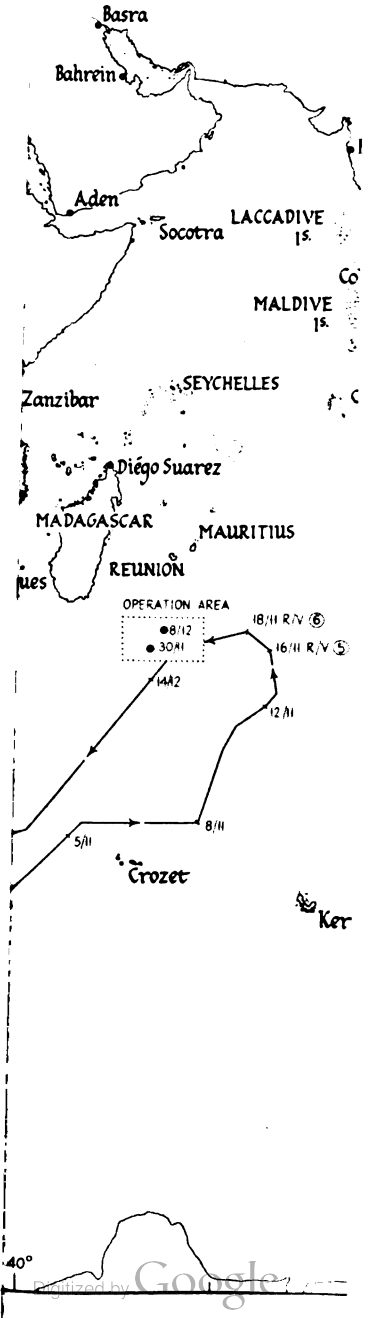 Basra
Bahrein
Aden
LACCADIVE
Is.
Socotra
Co
MALDIVE
Is.
SEYCHELLES
Zanzibar
C
Diégo Suarez
MADAGASCAR
MAURITIUS
REUNION
ques
OPERATION AREA
8/12
18/11 R/V ⑥
30/11
16/11 R/V ⑤
14/12
12/11
8/11
5/11
Crozet
Ker
40°
Digitized by Google